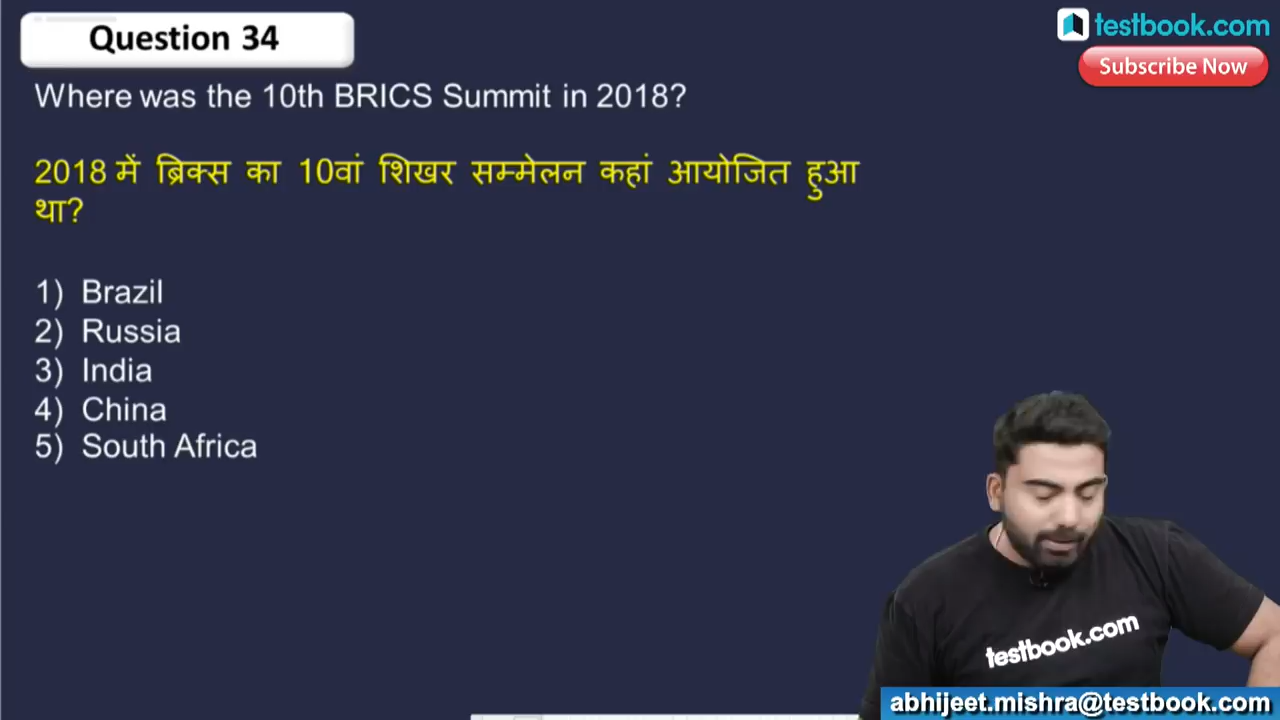 Question 34
testbook.com
Subscribe Now
Where was the 10th BRICS Summit in 2018?
2018 में ब्रिक्स का 10वां शिखर सम्मेलन कहां आयोजित हुआ
था?
1) Brazil
2) Russia
3) India
4) China
5) South Africa
testbook.com
abhijeet.mishra@testbook.com